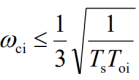 ω_ci ≤ 1/3 √(1/(T_s T_oi))